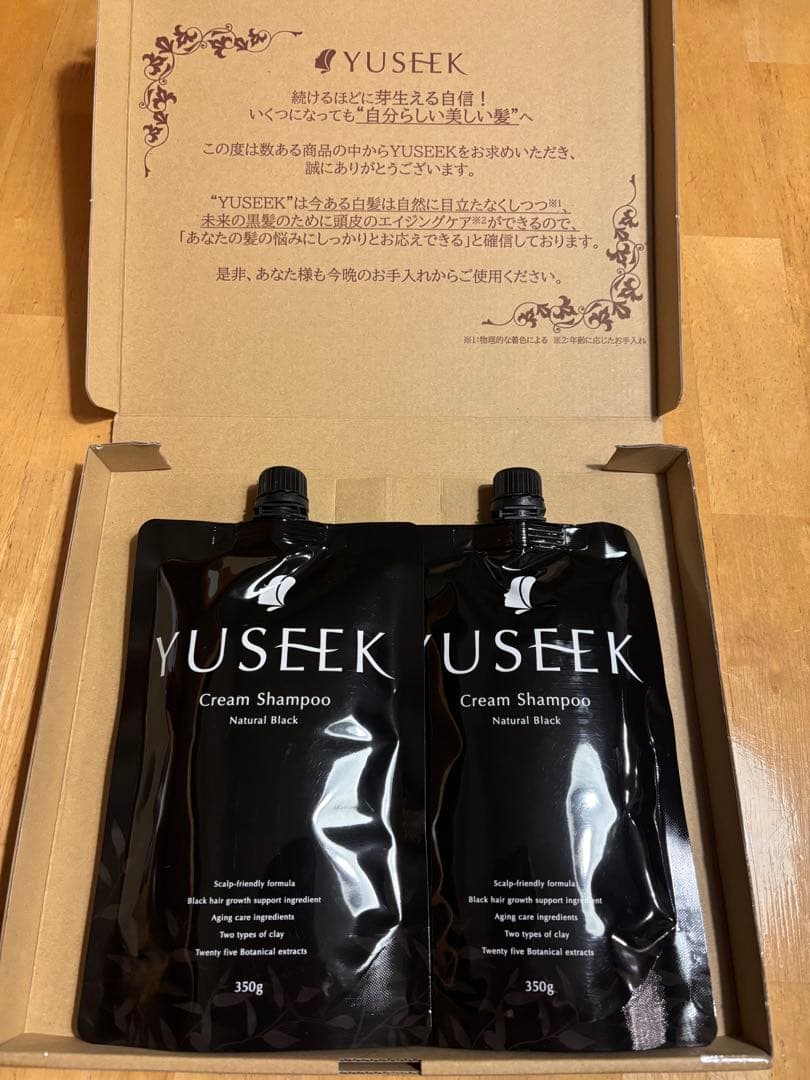 YUSEEK
続けるほどに芽生える自信！
いくつになっても“自分らしい美しい髪”へ
この度は数ある商品の中からYUSEEKをお求めいただき、
誠にありがとうございます。
“YUSEEK”は今ある白髪は自然に目立たなくしつつ※1、
未来の黒髪のために頭皮のエイジングケア※2ができるので、
「あなたの髪の悩みにしっかりとお応えできる」と確信しております。
是非、あなた様も今晩のお手入れからご使用ください。
※1:物理的な着色による ※2:年齢に応じたお手入れ
YUSEEK
Cream Shampoo
Natural Black
Scalp-friendly formula
Black hair growth support ingredient
Aging care ingredients
Two types of clay
Twenty five Botanical extracts
350g
YUSEEK
Cream Shampoo
Natural Black
Scalp-friendly formula
Black hair growth support ingredient
Aging care ingredients
Two types of clay
Twenty five Botanical extracts
350g